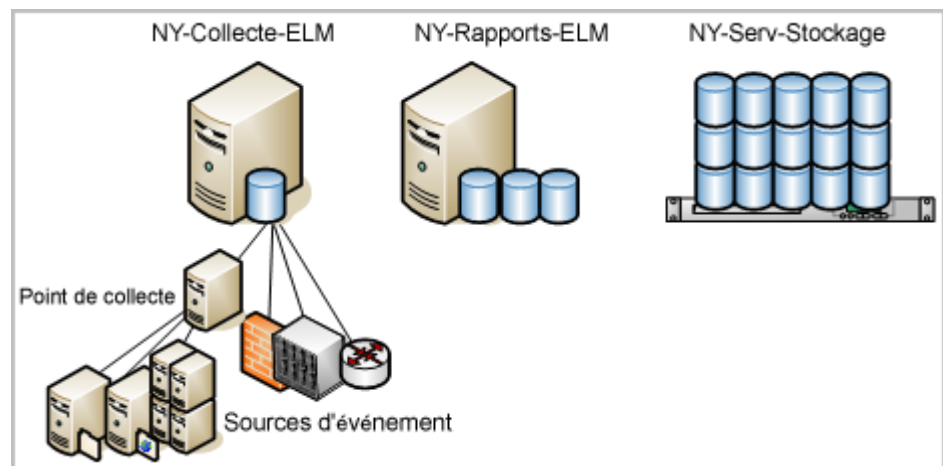 NY-Collecte-ELM
NY-Rapports-ELM
NY-Serv-Stockage
Point de collecte
Sources d'événement